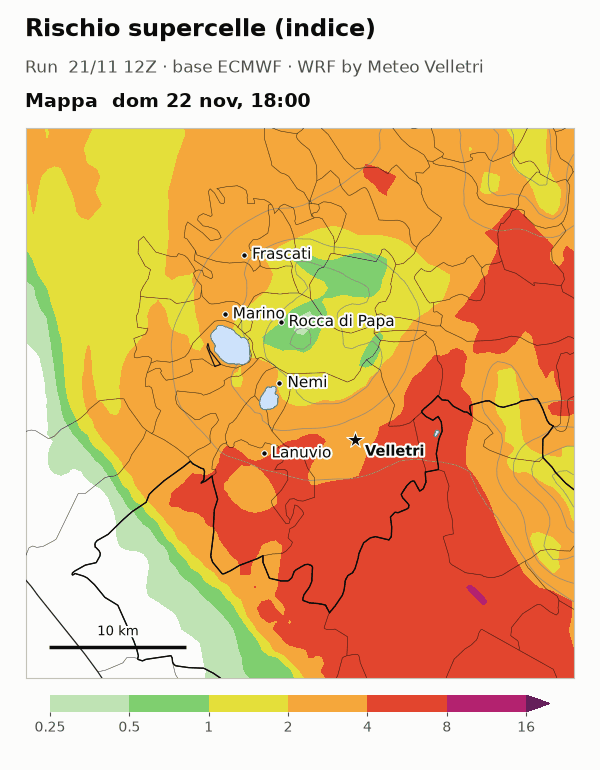 Rischio supercelle (indice)
Run 21/11 12Z · base ECMWF · WRF by Meteo Velletri
Mappa dom 22 nov, 18:00
Frascati
Marino
Rocca di Papa
Nemi
Velletri
Lanuvio
10 km
0.25 0.5 1 2 4 8 16